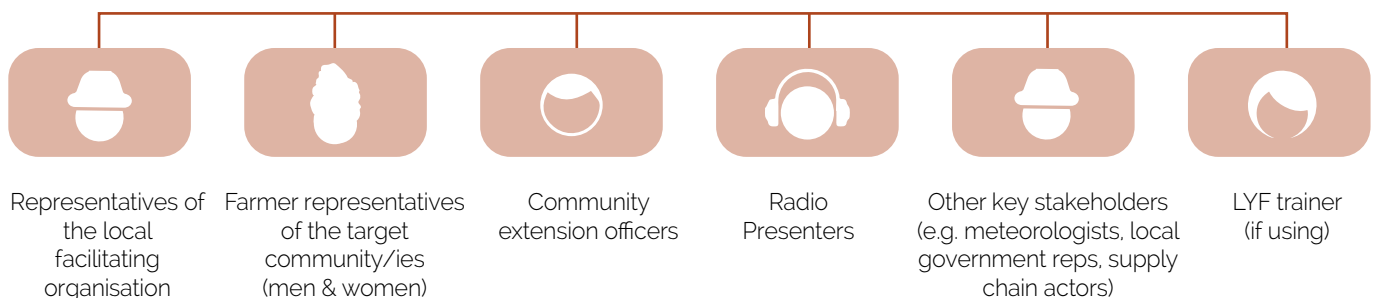 Representatives of
the local
facilitating
organisation
Farmer representatives
of the target
community/ies
(men & women)
Community
extension officers
Radio
Presenters
Other key stakeholders
(e.g. meteorologists, local
government reps, supply
chain actors)
LYF trainer
(if using)